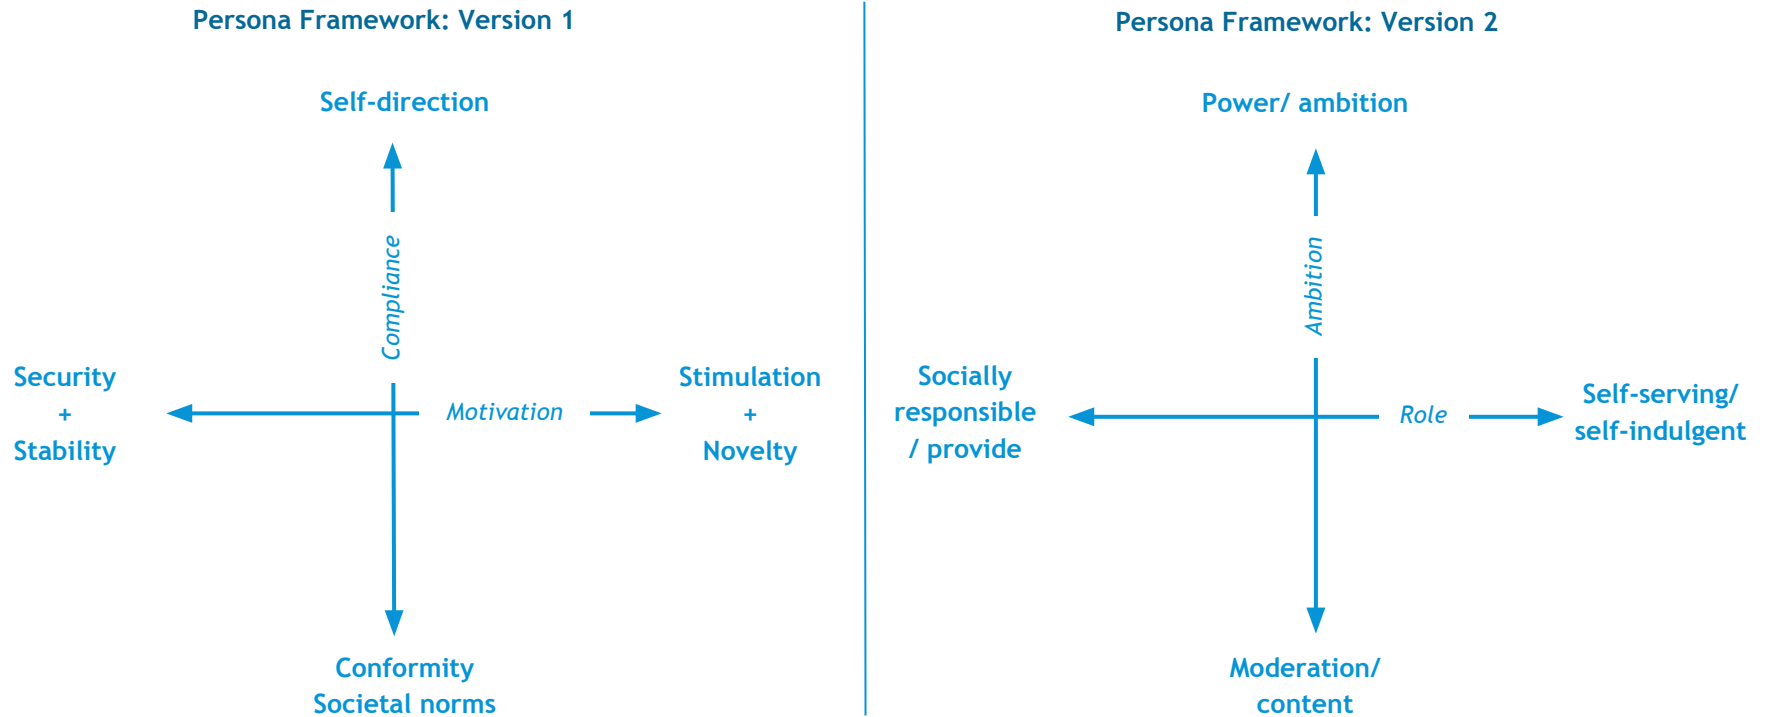 Persona Framework: Version 1
Self-direction
Compliance
Security
+
Stability
Motivation
Stimulation
+
Novelty
Conformity
Societal norms
Persona Framework: Version 2
Power/ ambition
Ambition
Socially
responsible
/ provide
Role
Self-serving/
self-indulgent
Moderation/
content